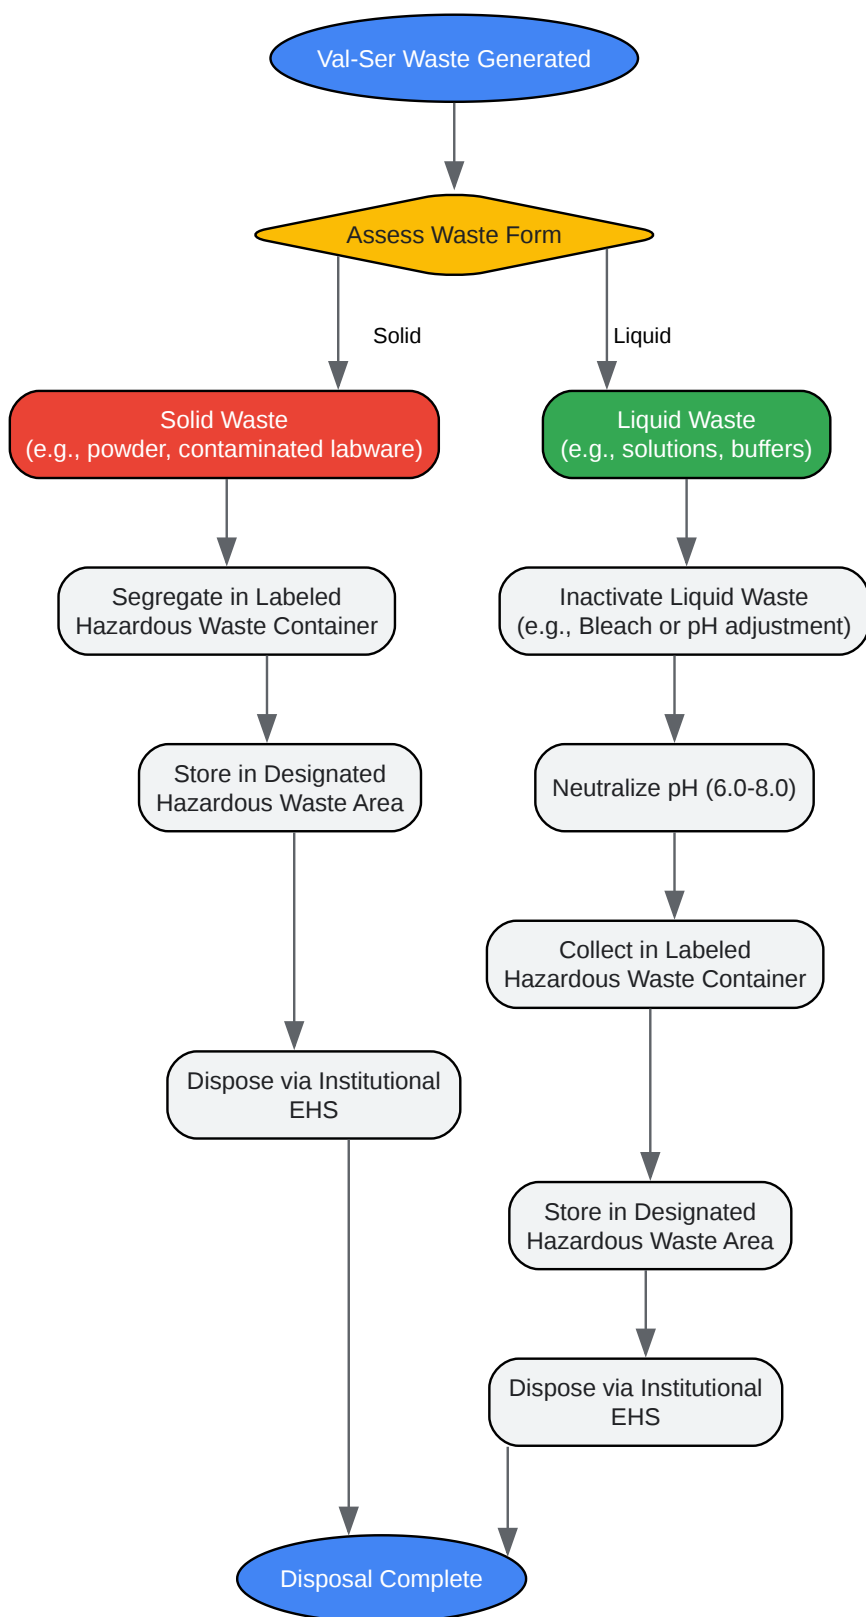 Val-Ser Waste Generated
Assess Waste Form
Solid
Liquid
Solid Waste
(e.g., powder, contaminated labware)
Liquid Waste
(e.g., solutions, buffers)
Segregate in Labeled
Hazardous Waste Container
Inactivate Liquid Waste
(e.g., Bleach or pH adjustment)
Store in Designated
Hazardous Waste Area
Neutralize pH (6.0-8.0)
Collect in Labeled
Hazardous Waste Container
Dispose via Institutional
EHS
Store in Designated
Hazardous Waste Area
Dispose via Institutional
EHS
Disposal Complete